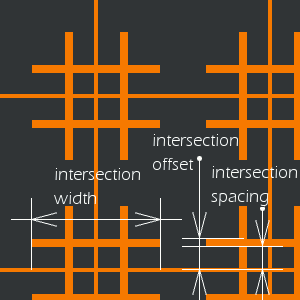 intersection
offset
intersection
width
intersection
spacing